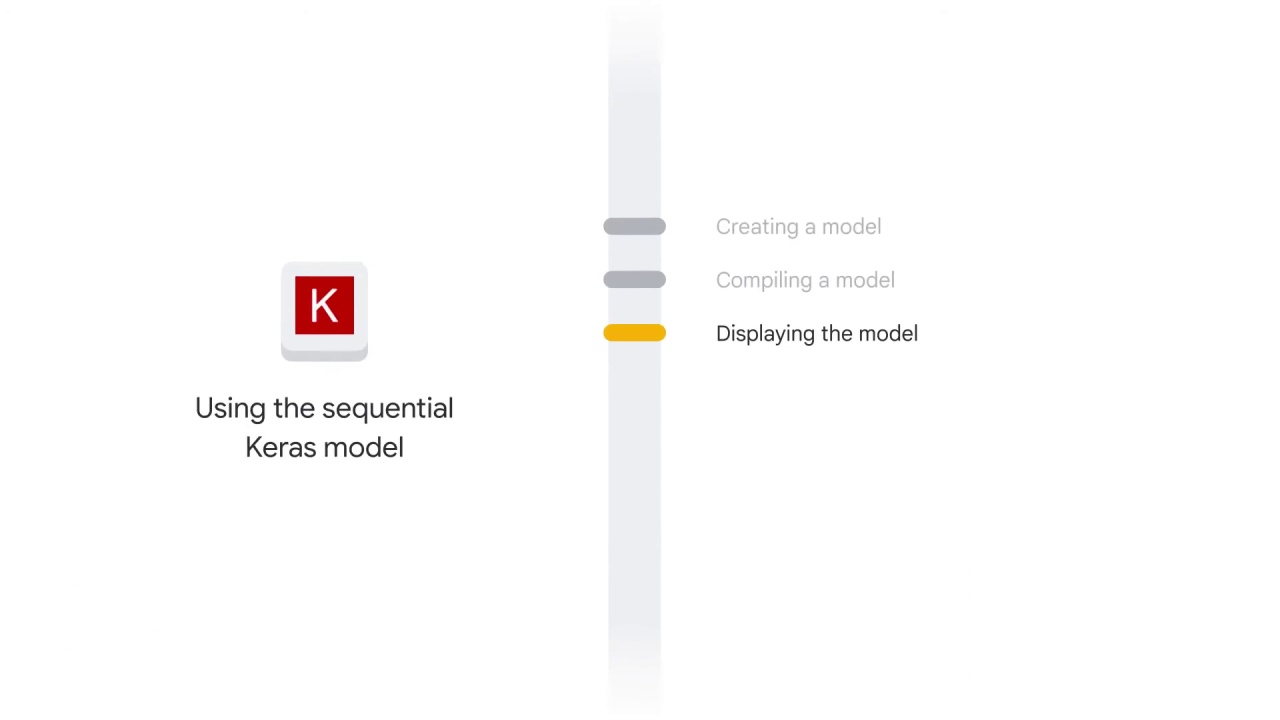 K
Using the sequential
Keras model
Creating a model
Compiling a model
Displaying the model